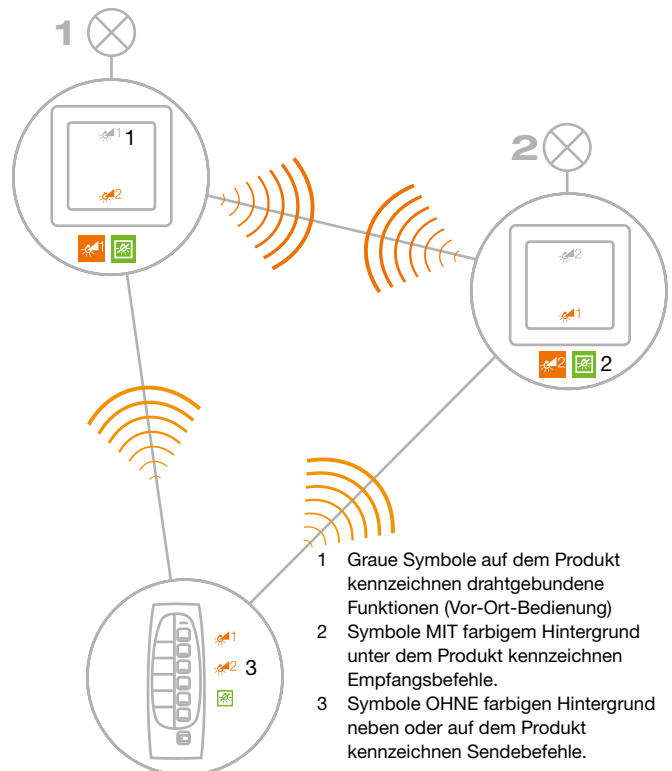 1
1 1
2
1
2
2
1
2 2
1
2 3
1 Graue Symbole auf dem Produkt
kennzeichnen drahtgebundene
Funktionen (Vor-Ort-Bedienung)
2 Symbole MIT farbigem Hintergrund
unter dem Produkt kennzeichnen
Empfangsbefehle.
3 Symbole OHNE farbigen Hintergrund
neben oder auf dem Produkt
kennzeichnen Sendebefehle.